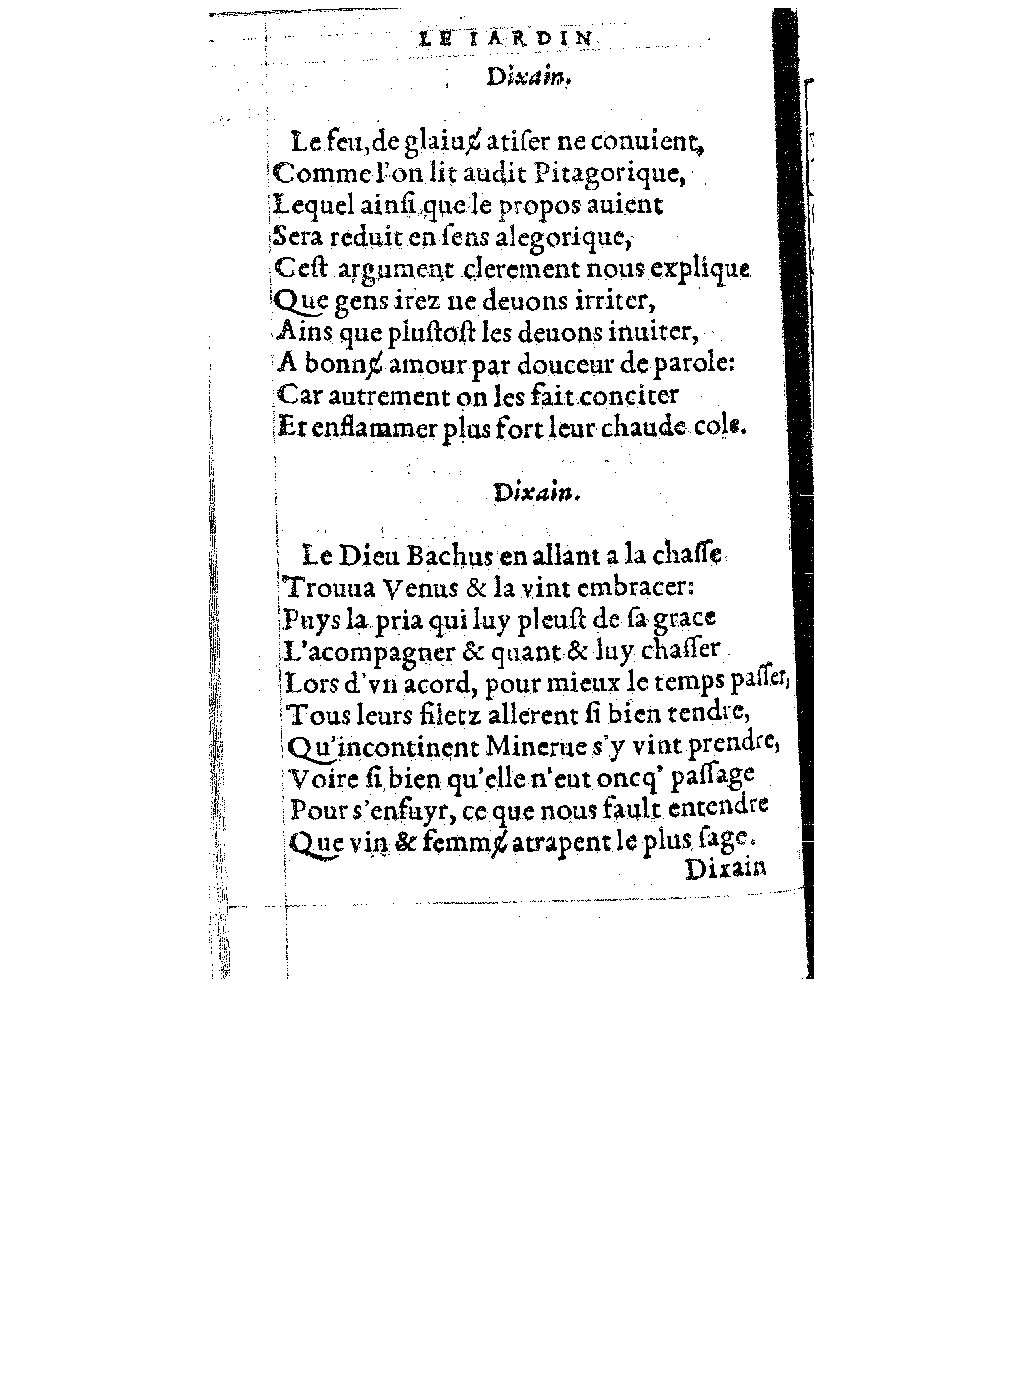 LE IARDIN
Dixain.
Le feu, de glaiuɇ atiſer ne conuient,
Comme l'on lit audit Pitagorique,
Lequel ainſi que le propos auient
Sera reduit en ſens alegorique,
Ceſt argument clerement nous explique
Que gens irez ne deuons irriter,
Ains que pluſtoſt les deuons inuiter,
A bonnɇ amour par douceur de parole:
Car autrement on les fait conciter
Et enflammer plus fort leur chaude cole.
Dixain.
Le Dieu Bachus en allant a la chaſſe
Trouua Venus & la vint embracer:
Puys la pria qui luy pleuſt de ſa grace
L'acompagner & quant & luy chaſſer
Lors d'vn acord, pour mieux le temps paſſer,
Tous leurs filetz allerent ſi bien tendre,
Qu'incontinent Minerue s'y vint prendre,
Voire ſi bien qu'elle n'eut oncq' paſſage
Pour s'enfuyr, ce que nous fault entendre
Que vin & femmɇ atrapent le plus ſage.
Dixain